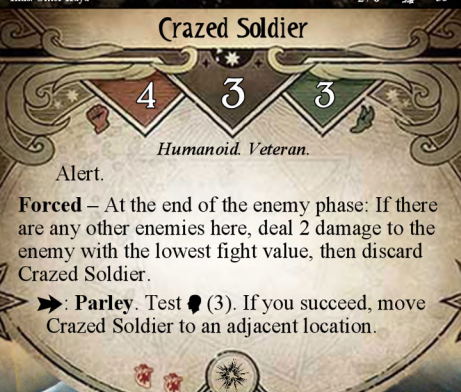 Crazed Soldier
4 3 3
Humanoid. Veteran.
Alert.
Forced – At the end of the enemy phase: If there
are any other enemies here, deal 2 damage to the
enemy with the lowest fight value, then discard
Crazed Soldier.
: Parley. Test (3). If you succeed, move
Crazed Soldier to an adjacent location.